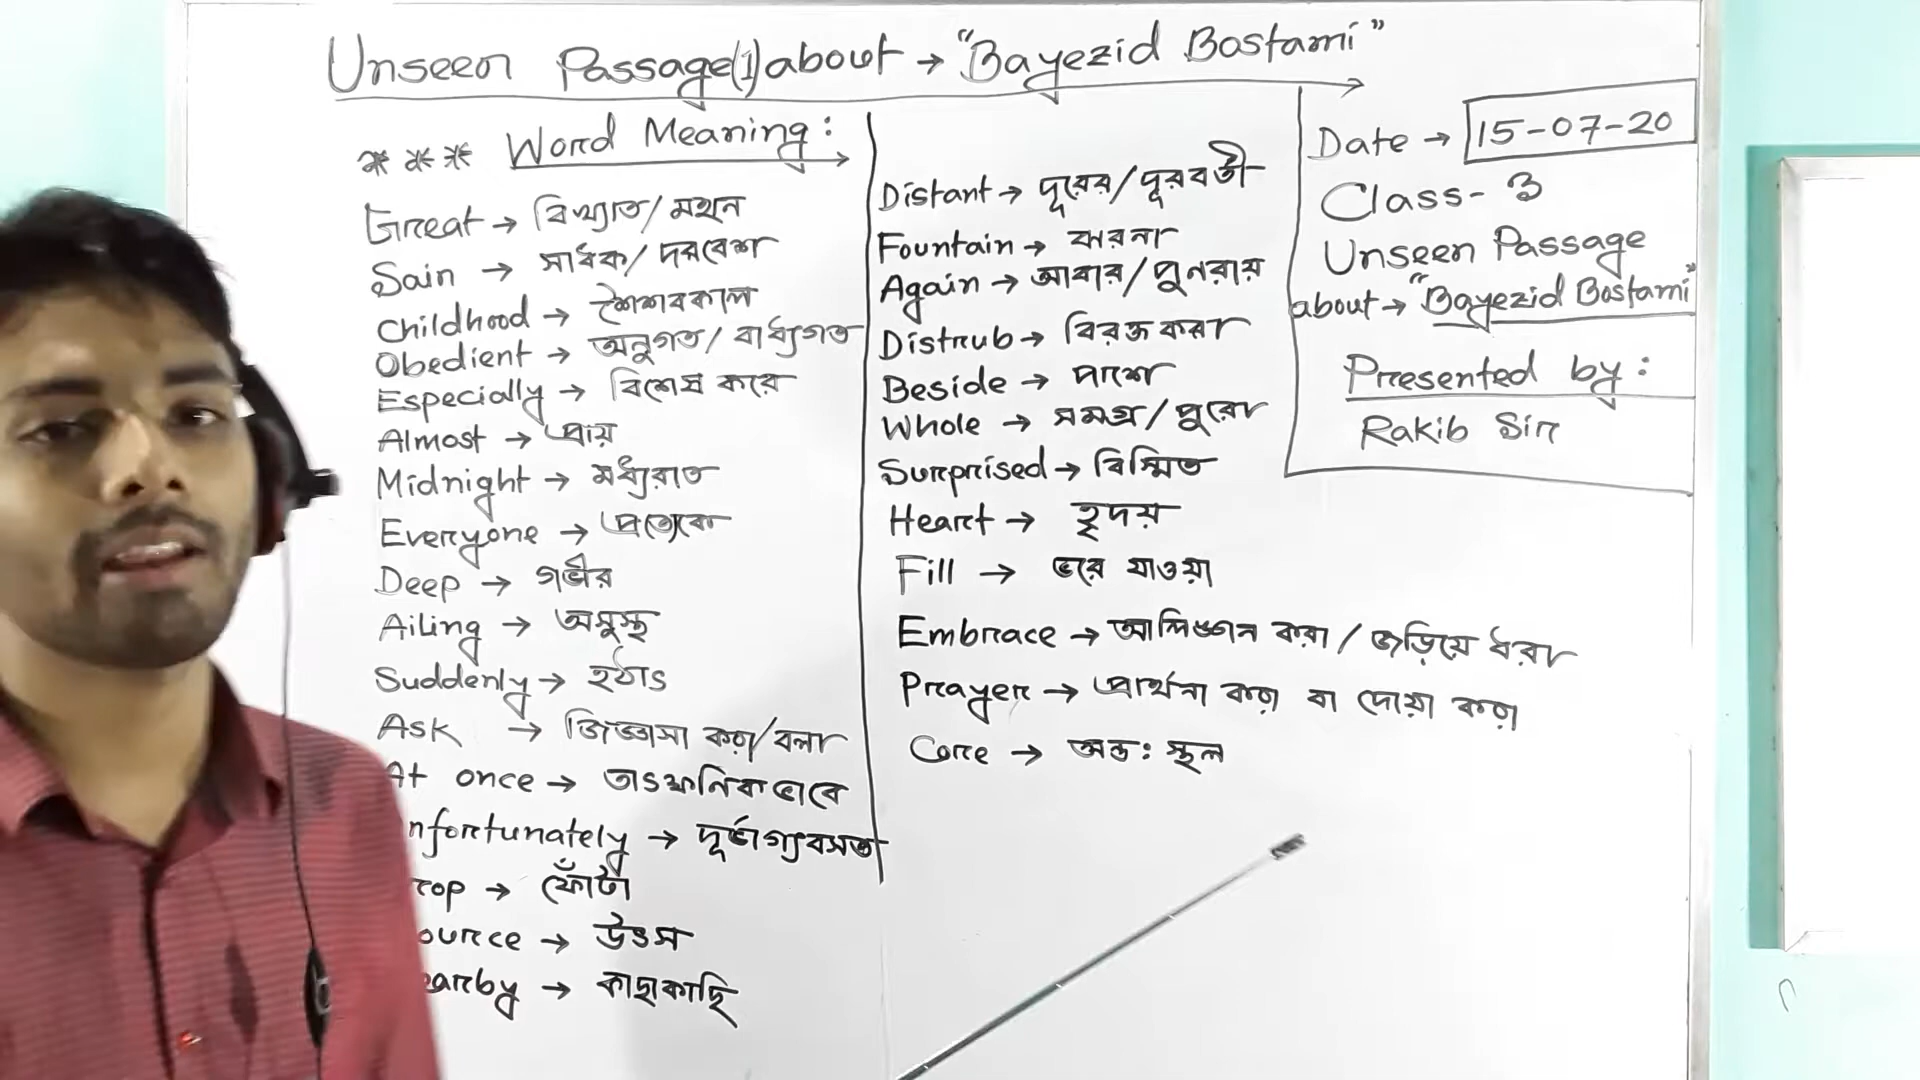 Unseen Passage(1) about → "Bayezid Bostami"
*** Word Meaning:
Great → বিখ্যাত/মহান
Sain → সাধক/দরবেশ
Childhood → শৈশবকাল
Obedient → অনুগত/বাধ্যগত
Especially → বিশেষ করে
Almost → প্রায়
Midnight → মধ্যরাত
Everyone → প্রত্যেকে
Deep → গভীর
Ailing → অসুস্থ
Suddenly → হঠাৎ
Ask → জিজ্ঞাসা করা/বলা
At once → তাৎক্ষনিকভাবে
nfortunately → দূর্ভাগ্যবসত
rop → ফোঁটা
ource → উৎস
earby → কাছাকাছি
Distant → দূরের/দূরবর্তী
Fountain → ঝরনা
Again → আবার/পুনরায়
Distrub → বিরক্ত করা
Beside → পাশে
Whole → সমগ্র/পুরো
Surprised → বিস্মিত
Heart → হৃদয়
Fill → ভরে যাওয়া
Embrace → আলিঙ্গন করা/জড়িয়ে ধরা
Prayer → প্রার্থনা করা বা দোয়া করা
Core → অন্তঃস্থল
Date → 15-07-20
Class-3
Unseen Passage
about → "Bayezid Bostami"
Presented by:
Rakib Sir